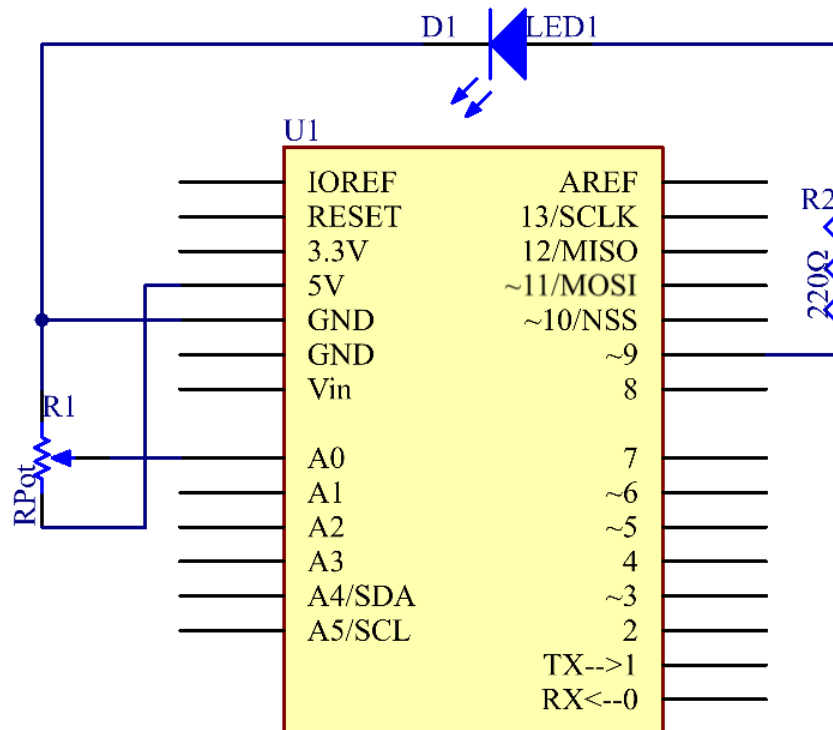 D1 LED1
U1
IOREF AREF
RESET 13/SCLK
3.3V 12/MISO
5V ~11/MOSI
GND ~10/NSS
GND ~9
Vin 8
A0 7
A1 ~6
A2 ~5
A3 4
A4/SDA ~3
A5/SCL 2
TX-->1
RX<--0
R1
RPot
R2
220Ω